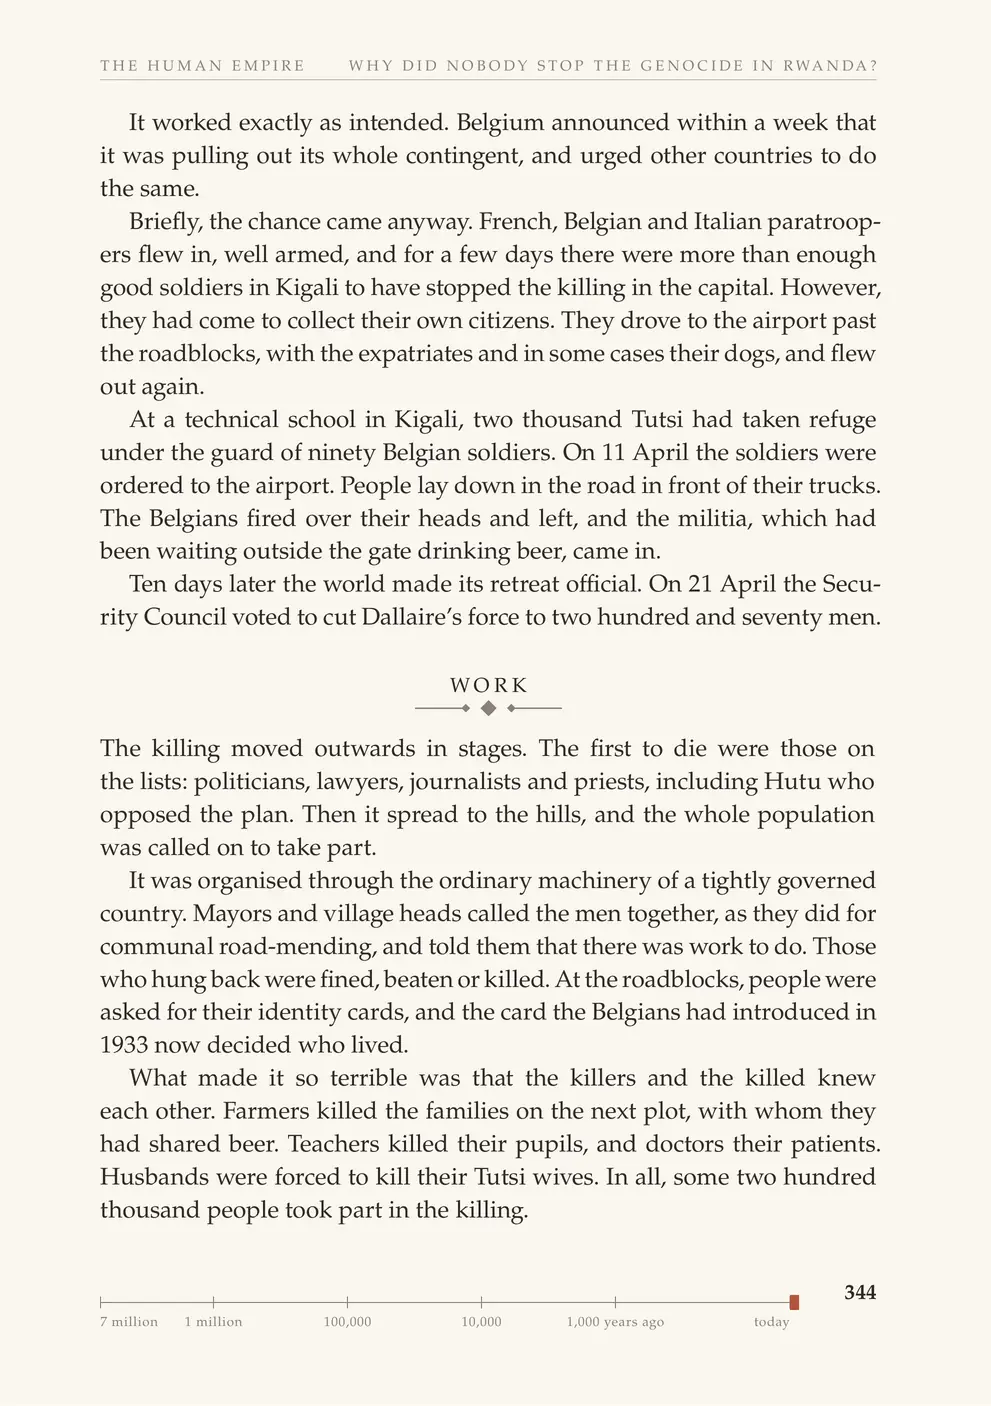 THE HUMAN EMPIRE WHY DID NOBODY STOP THE GENOCIDE IN RWANDA?
It worked exactly as intended. Belgium announced within a week that
it was pulling out its whole contingent, and urged other countries to do
the same.
Briefly, the chance came anyway. French, Belgian and Italian paratroop-
ers flew in, well armed, and for a few days there were more than enough
good soldiers in Kigali to have stopped the killing in the capital. However,
they had come to collect their own citizens. They drove to the airport past
the roadblocks, with the expatriates and in some cases their dogs, and flew
out again.
At a technical school in Kigali, two thousand Tutsi had taken refuge
under the guard of ninety Belgian soldiers. On 11 April the soldiers were
ordered to the airport. People lay down in the road in front of their trucks.
The Belgians fired over their heads and left, and the militia, which had
been waiting outside the gate drinking beer, came in.
Ten days later the world made its retreat official. On 21 April the Secu-
rity Council voted to cut Dallaire’s force to two hundred and seventy men.
WORK
The killing moved outwards in stages. The first to die were those on
the lists: politicians, lawyers, journalists and priests, including Hutu who
opposed the plan. Then it spread to the hills, and the whole population
was called on to take part.
It was organised through the ordinary machinery of a tightly governed
country. Mayors and village heads called the men together, as they did for
communal road-mending, and told them that there was work to do. Those
who hung back were fined, beaten or killed. At the roadblocks, people were
asked for their identity cards, and the card the Belgians had introduced in
1933 now decided who lived.
What made it so terrible was that the killers and the killed knew
each other. Farmers killed the families on the next plot, with whom they
had shared beer. Teachers killed their pupils, and doctors their patients.
Husbands were forced to kill their Tutsi wives. In all, some two hundred
thousand people took part in the killing.
344
7 million 1 million 100,000 10,000 1,000 years ago today